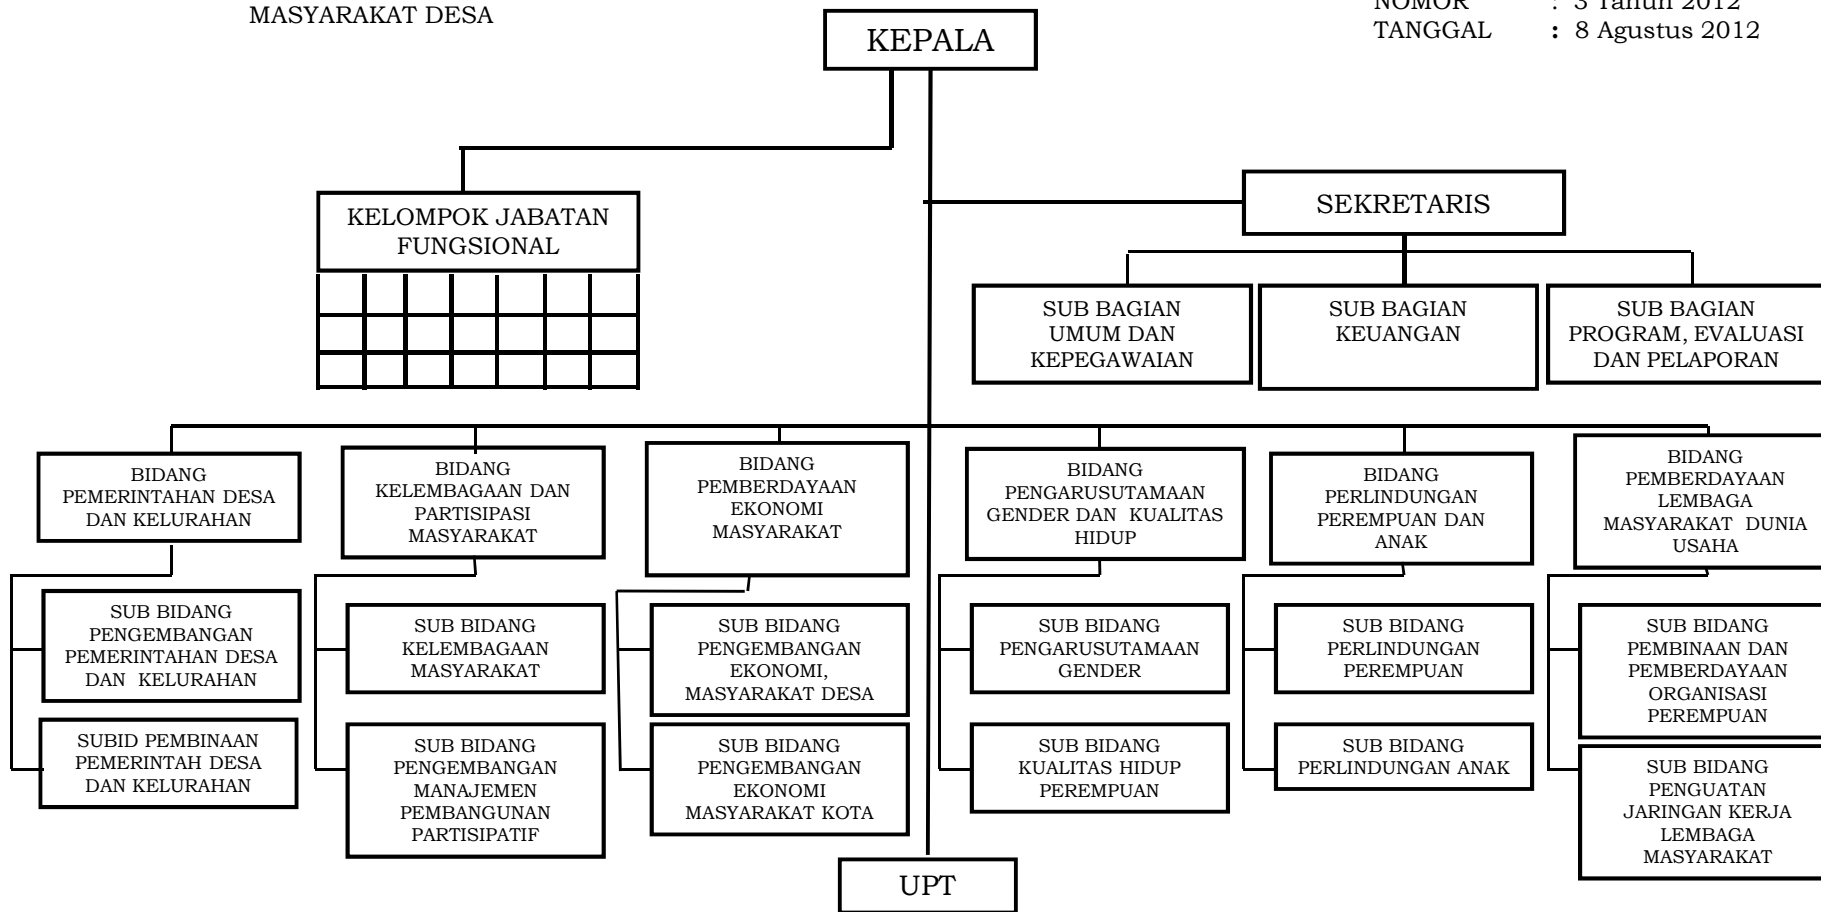 MASYARAKAT DESA
NOMOR : 3 Tahun 2012
TANGGAL : 8 Agustus 2012
KEPALA
KELOMPOK JABATAN
FUNGSIONAL
SEKRETARIS
SUB BAGIAN
UMUM DAN
KEPEGAWAIAN
SUB BAGIAN
KEUANGAN
SUB BAGIAN
PROGRAM, EVALUASI
DAN PELAPORAN
BIDANG
PEMERINTAHAN DESA
DAN KELURAHAN
BIDANG
KELEMBAGAAN DAN
PARTISIPASI
MASYARAKAT
BIDANG
PEMBERDAYAAN
EKONOMI
MASYARAKAT
BIDANG
PENGARUSUTAMAAN
GENDER DAN KUALITAS
HIDUP
BIDANG
PERLINDUNGAN
PEREMPUAN DAN
ANAK
BIDANG
PEMBERDAYAAN
LEMBAGA
MASYARAKAT DUNIA
USAHA
SUB BIDANG
PENGEMBANGAN
PEMERINTAHAN DESA
DAN KELURAHAN
SUB BIDANG
KELEMBAGAAN
MASYARAKAT
SUB BIDANG
PENGEMBANGAN
EKONOMI,
MASYARAKAT DESA
SUB BIDANG
PENGARUSUTAMAAN
GENDER
SUB BIDANG
PERLINDUNGAN
PEREMPUAN
SUB BIDANG
PEMBINAAN DAN
PEMBERDAYAAN
ORGANISASI
PEREMPUAN
SUBID PEMBINAAN
PEMERINTAH DESA
DAN KELURAHAN
SUB BIDANG
PENGEMBANGAN
MANAJEMEN
PEMBANGUNAN
PARTISIPATIF
SUB BIDANG
PENGEMBANGAN
EKONOMI
MASYARAKAT KOTA
SUB BIDANG
KUALITAS HIDUP
PEREMPUAN
SUB BIDANG
PERLINDUNGAN ANAK
SUB BIDANG
PENGUATAN
JARINGAN KERJA
LEMBAGA
MASYARAKAT
UPT